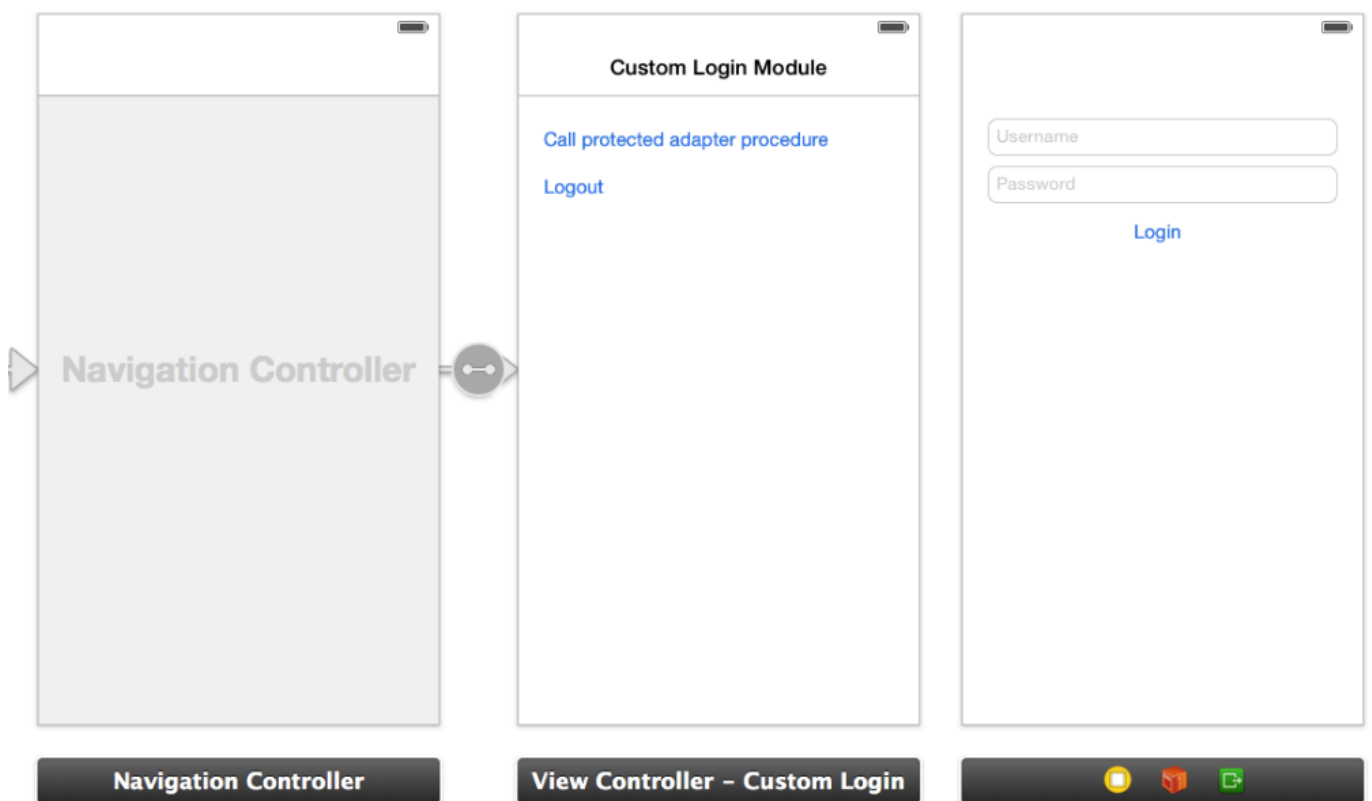 Navigation Controller
Custom Login Module
Call protected adapter procedure
Logout
Username
Password
Login
Navigation Controller
View Controller – Custom Login